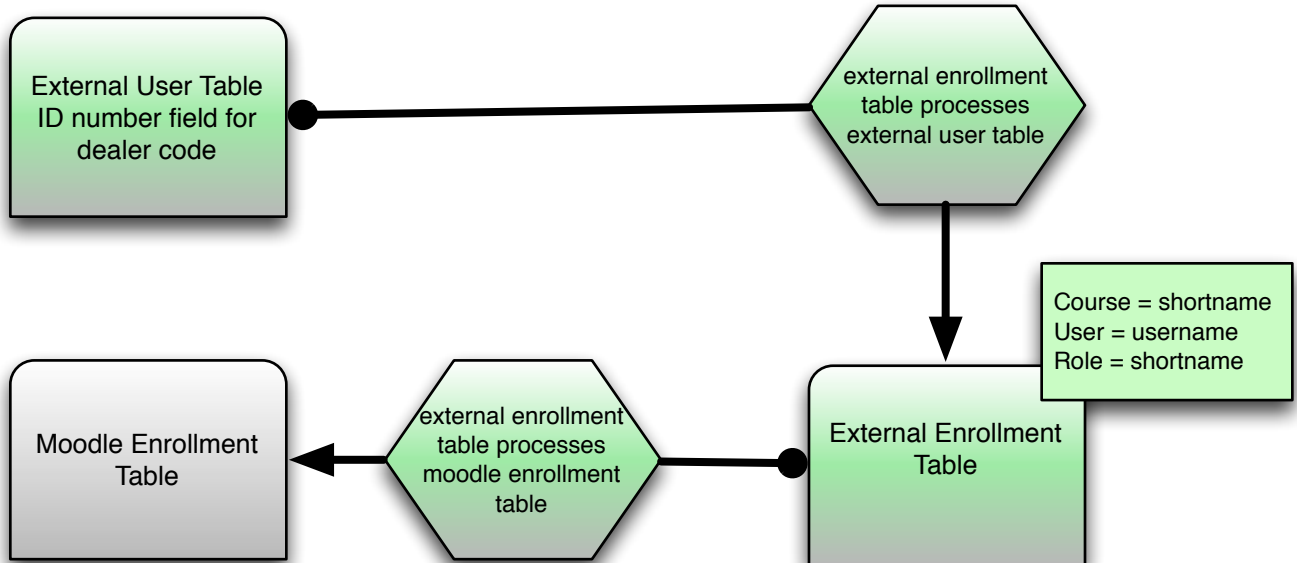 External User Table
ID number field for
dealer code
external enrollment
table processes
external user table
Course = shortname
User = username
Role = shortname
Moodle Enrollment
Table
external enrollment
table processes
moodle enrollment
table
External Enrollment
Table